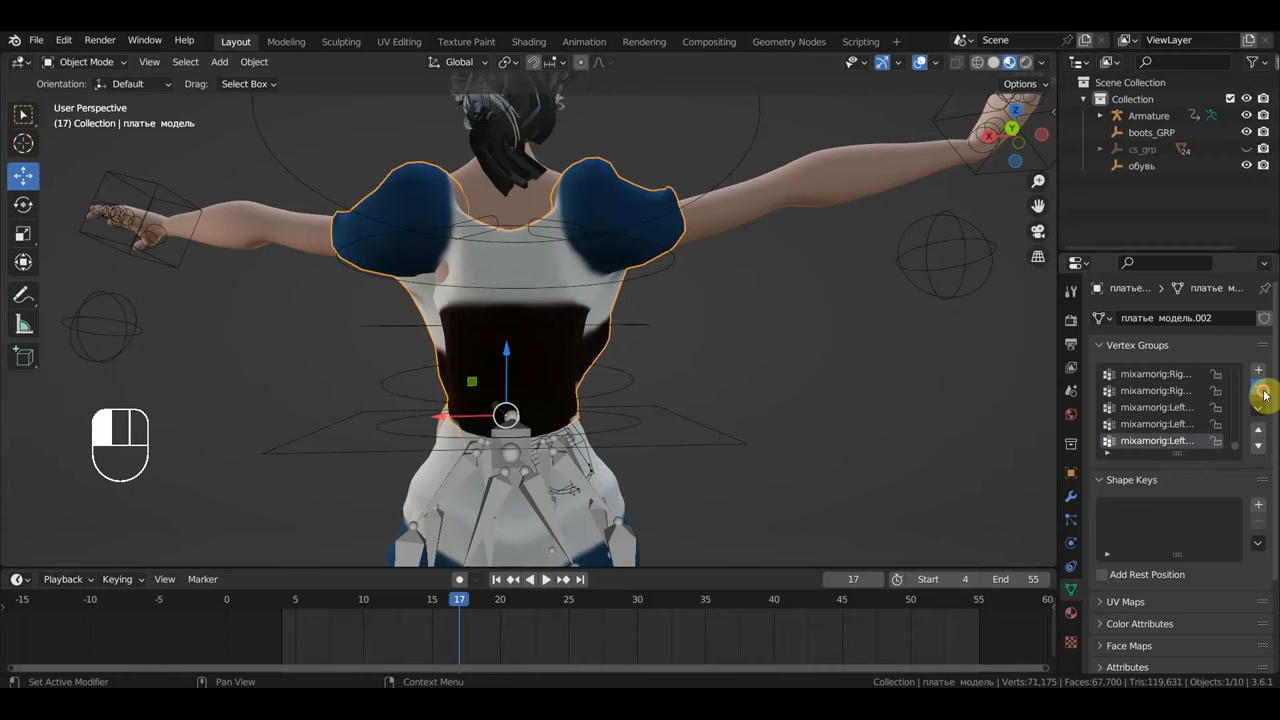 File Edit Render Window Help
Layout Modeling Sculpting UV Editing Texture Paint Shading Animation Rendering Compositing Geometry Nodes Scripting +
Scene
ViewLayer
Object Mode View Select Add Object
Global
Orientation: Default Drag: Select Box
Options
User Perspective
(17) Collection | платье модель
X
Y
Z
Scene Collection
Collection
Armature
boots_GRP
cs_grp
24
обувь
платье... > платье м...
платье модель.002
Vertex Groups
mixamorig:Rig...
mixamorig:Rig...
mixamorig:Left...
mixamorig:Left...
mixamorig:Left...
Shape Keys
Add Rest Position
UV Maps
Color Attributes
Face Maps
Attributes
Playback Keying View Marker
17 Start 4 End 55
-15 -10 -5 0 5 10 15 17 20 25 30 35 40 45 50 55 60
Set Active Modifier Pan View Context Menu
Collection | платье модель | Verts:71,175 | Faces:67,700 | Tris:119,631 | Objects:1/10 | 3.6.1